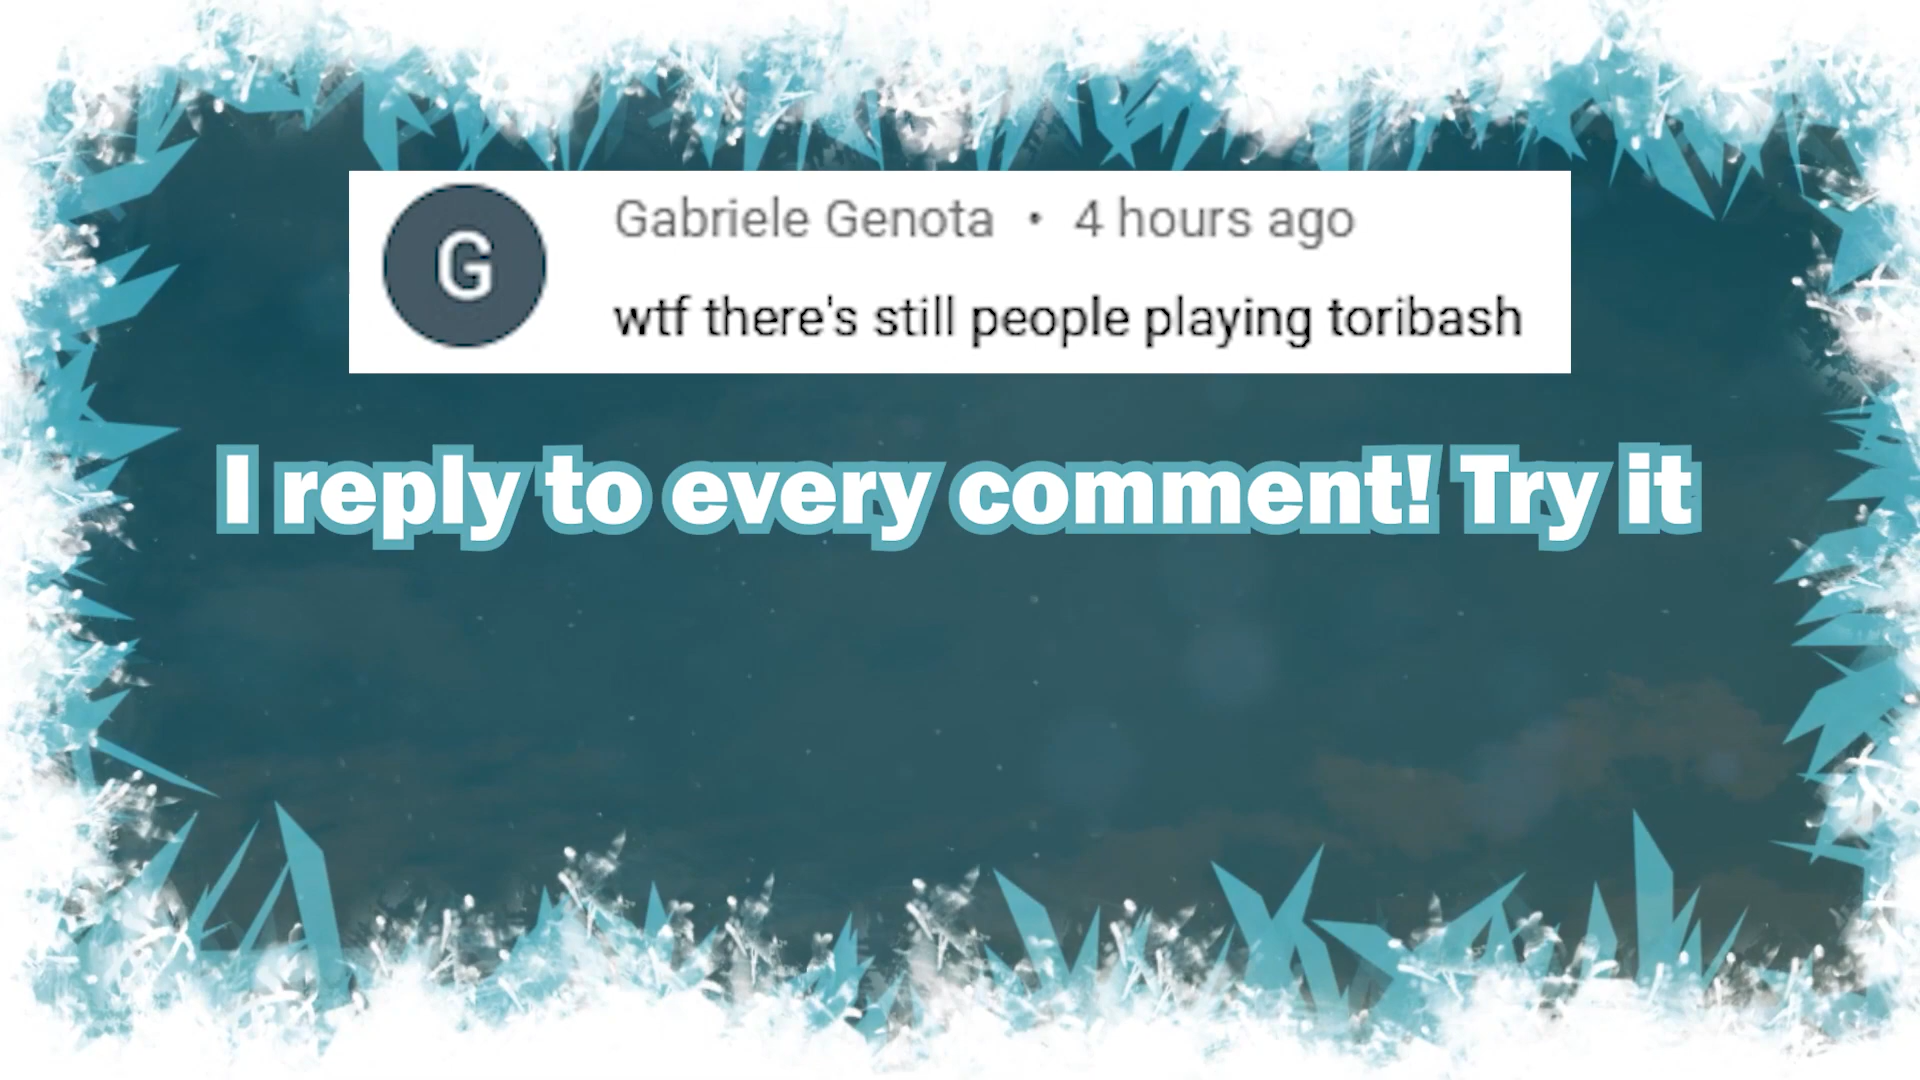 G
Gabriele Genota • 4 hours ago
wtf there's still people playing toribash
I reply to every comment! Try it